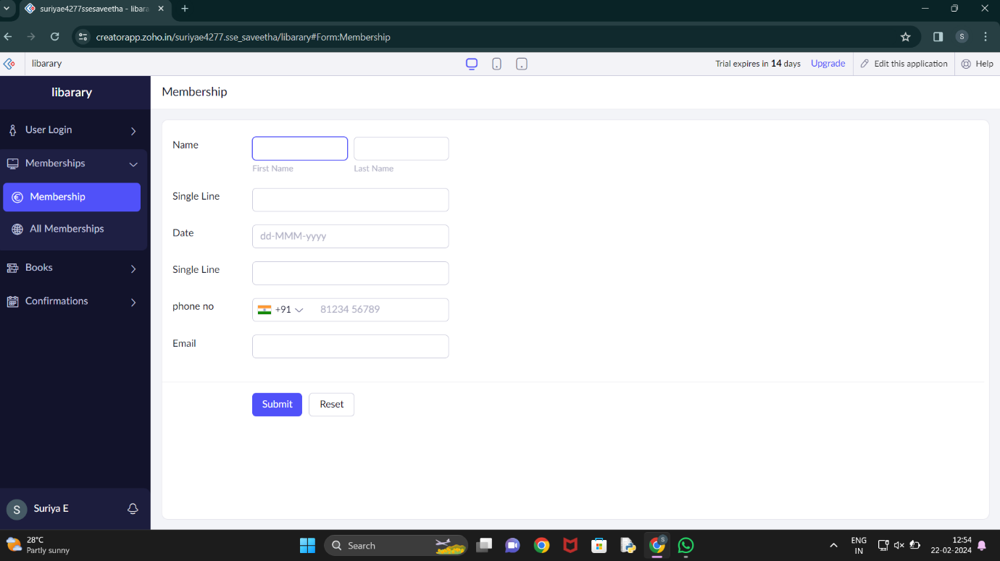 suriyae4277ssesaveetha - libara
creatorapp.zoho.in/suriyae4277.sse_saveetha/libarary#Form:Membership
S
libarary
Trial expires in 14 days Upgrade
Edit this application
Help
libarary
Membership
User Login
Memberships
Membership
All Memberships
Books
Confirmations
Name
First Name
Last Name
Single Line
Date
dd-MMM-yyyy
Single Line
phone no
+91
81234 56789
Email
Submit
Reset
S
Suriya E
28°C
Partly sunny
Search
S
ENG
IN
12:54
22-02-2024